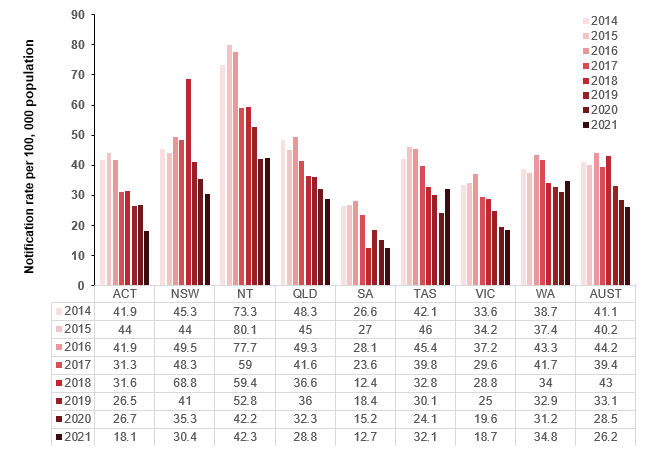 90
80
70
60
50
40
30
20
10
0
Notification rate per 100, 000 population
2014
2015
2016
2017
2018
2019
2020
2021
ACT NSW NT QLD SA TAS VIC WA AUST
2014 41.9 45.3 73.3 48.3 26.6 42.1 33.6 38.7 41.1
2015 44 44 80.1 45 27 46 34.2 37.4 40.2
2016 41.9 49.5 77.7 49.3 28.1 45.4 37.2 43.3 44.2
2017 31.3 48.3 59 41.6 23.6 39.8 29.6 41.7 39.4
2018 31.6 68.8 59.4 36.6 12.4 32.8 28.8 34 43
2019 26.5 41 52.8 36 18.4 30.1 25 32.9 33.1
2020 26.7 35.3 42.2 32.3 15.2 24.1 19.6 31.2 28.5
2021 18.1 30.4 42.3 28.8 12.7 32.1 18.7 34.8 26.2